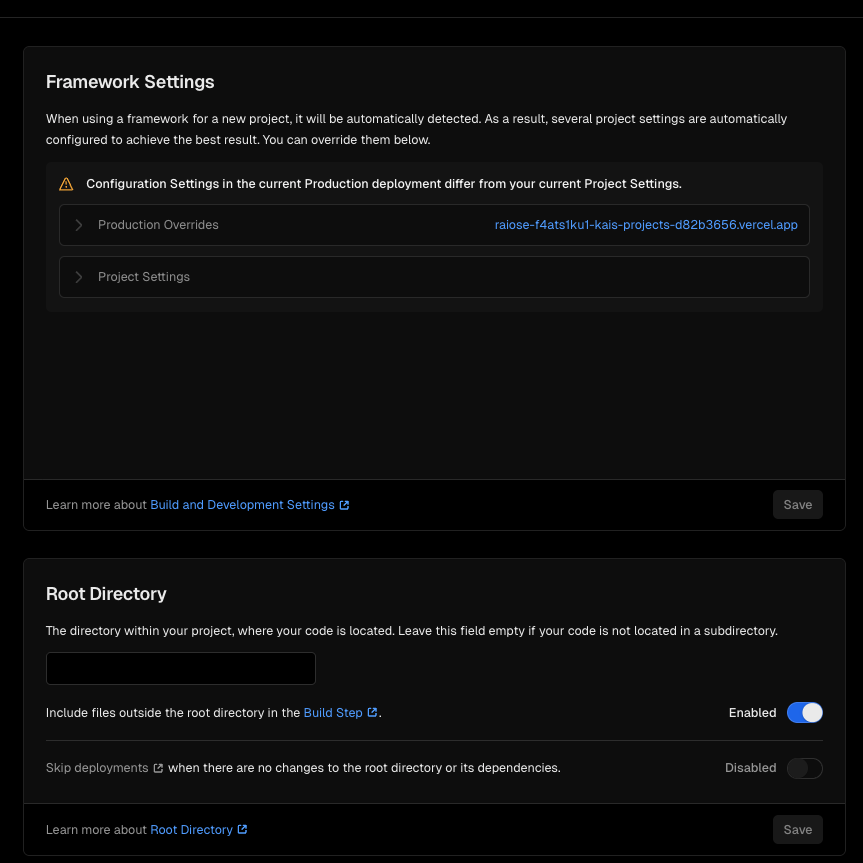 Framework Settings
When using a framework for a new project, it will be automatically detected. As a result, several project settings are automatically
configured to achieve the best result. You can override them below.
Configuration Settings in the current Production deployment differ from your current Project Settings.
Production Overrides raiose-f4ats1ku1-kais-projects-d82b3656.vercel.app
Project Settings
Learn more about Build and Development Settings Save
Root Directory
The directory within your project, where your code is located. Leave this field empty if your code is not located in a subdirectory.
Include files outside the root directory in the Build Step . Enabled
Skip deployments when there are no changes to the root directory or its dependencies. Disabled
Learn more about Root Directory Save